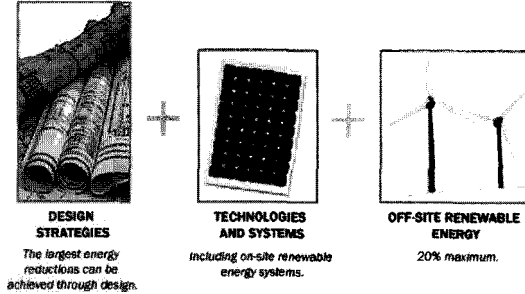 DESIGN
STRATEGIES
The largest energy
reductions can be
achieved through design.
TECHNOLOGIES
AND SYSTEMS
Including on-site renewable
energy systems.
OFF-SITE RENEWABLE
ENERGY
20% maximum.